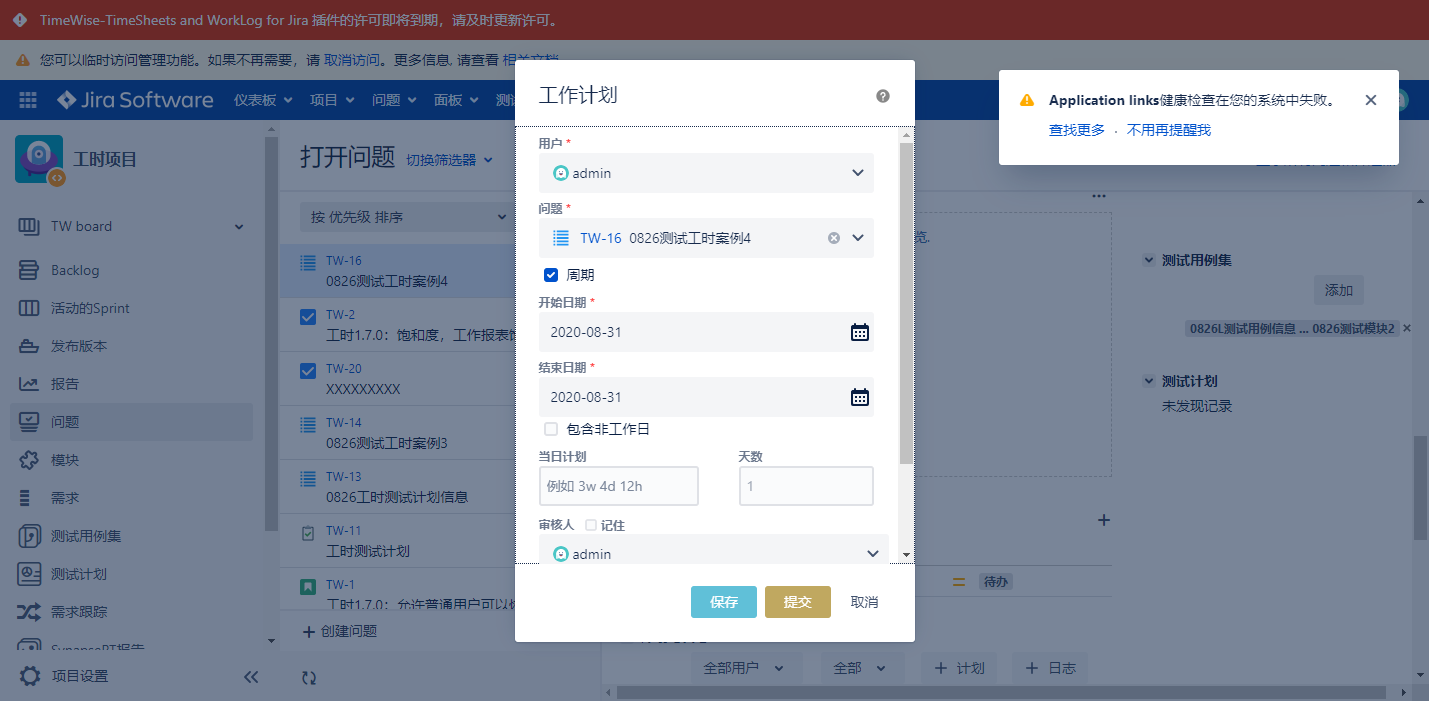 TimeWise-TimeSheets and WorkLog for Jira 插件的许可即将到期，请及时更新许可。
您可以临时访问管理功能。如果不再需要，请 取消访问。更多信息, 请查看 相关文档
Jira Software 仪表板 项目 问题 面板
Application links健康检查在您的系统中失败。
查找更多 · 不用再提醒我
工时项目
TW board
Backlog
活动的Sprint
发布版本
报告
问题
模块
需求
测试用例集
测试计划
需求跟踪
SynapseRT报告
项目设置
打开问题 切换筛选器
按 优先级 排序
TW-16
0826测试工时案例4
TW-2
工时1.7.0：饱和度，工作报表
TW-20
XXXXXXXXX
TW-14
0826测试工时案例3
TW-13
0826工时测试计划信息
TW-11
工时测试计划
TW-1
工时1.7.0：允许普通用户可以
创建问题
工作计划
用户 *
admin
问题 *
TW-16 0826测试工时案例4
周期
开始日期 *
2020-08-31
结束日期 *
2020-08-31
包含非工作日
当日计划 天数
例如 3w 4d 12h 1
审核人 记住
admin
保存 提交 取消
览.
测试用例集
添加
0826L测试用例信息 ... 0826测试模块2
测试计划
未发现记录
待办
全部用户 全部 计划 日志